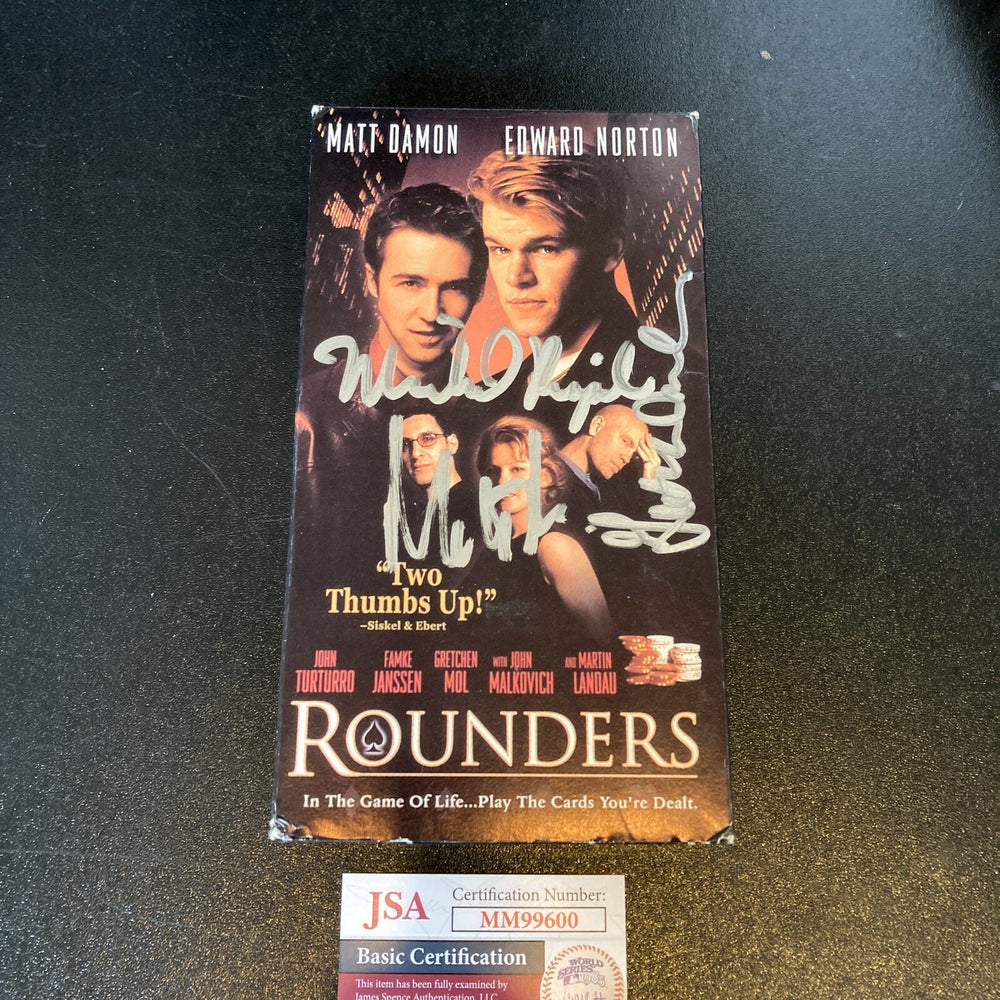 MATT DAMON EDWARD NORTON
"Two
Thumbs Up!"
–Siskel & Ebert
JOHN TURTURRO FAMKE JANSSEN GRETCHEN MOL WITH JOHN MALKOVICH AND MARTIN LANDAU
ROUNDERS
In The Game Of Life...Play The Cards You're Dealt.
JSA
Certification Number:
MM99600
Basic Certification
This item has been fully examined by
James Spence Authentication, LLC
WORLD
SERIES